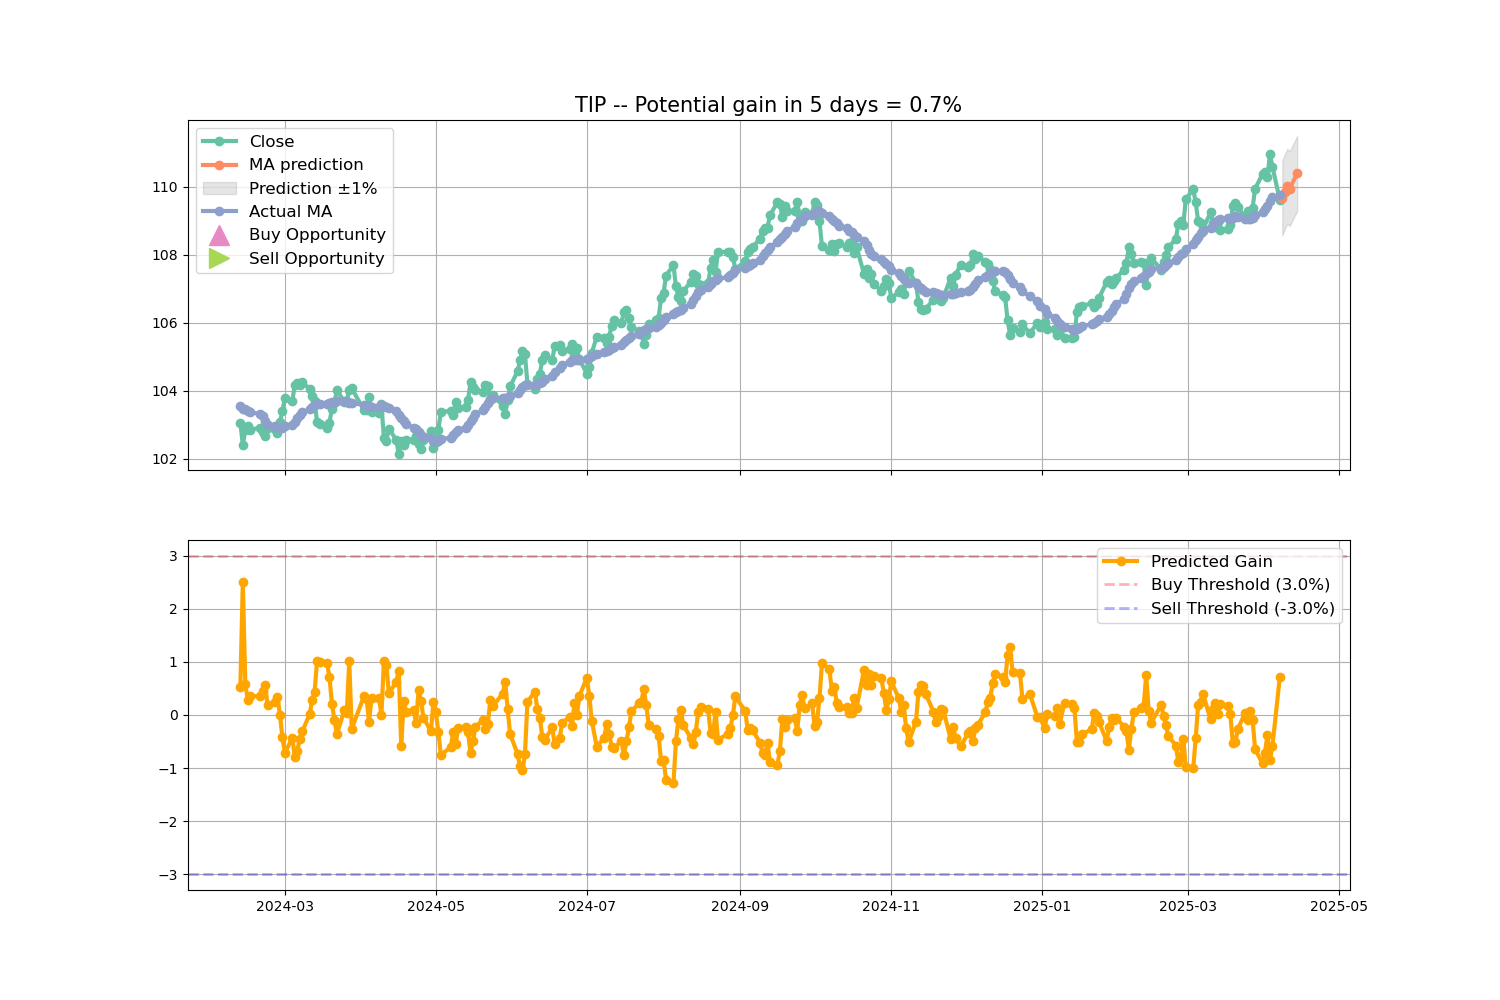 TIP -- Potential gain in 5 days = 0.7%
Close
MA prediction
Prediction ±1%
Actual MA
Buy Opportunity
Sell Opportunity
110
108
106
104
102
Predicted Gain
Buy Threshold (3.0%)
Sell Threshold (-3.0%)
3
2
1
0
−1
−2
−3
2024-03
2024-05
2024-07
2024-09
2024-11
2025-01
2025-03
2025-05